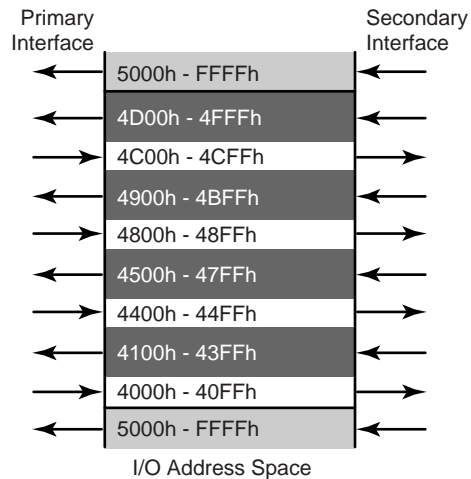 Primary
Interface
Secondary
Interface
5000h - FFFFh
4D00h - 4FFFh
4C00h - 4CFFh
4900h - 4BFFh
4800h - 48FFh
4500h - 47FFh
4400h - 44FFh
4100h - 43FFh
4000h - 40FFh
5000h - FFFFh
I/O Address Space